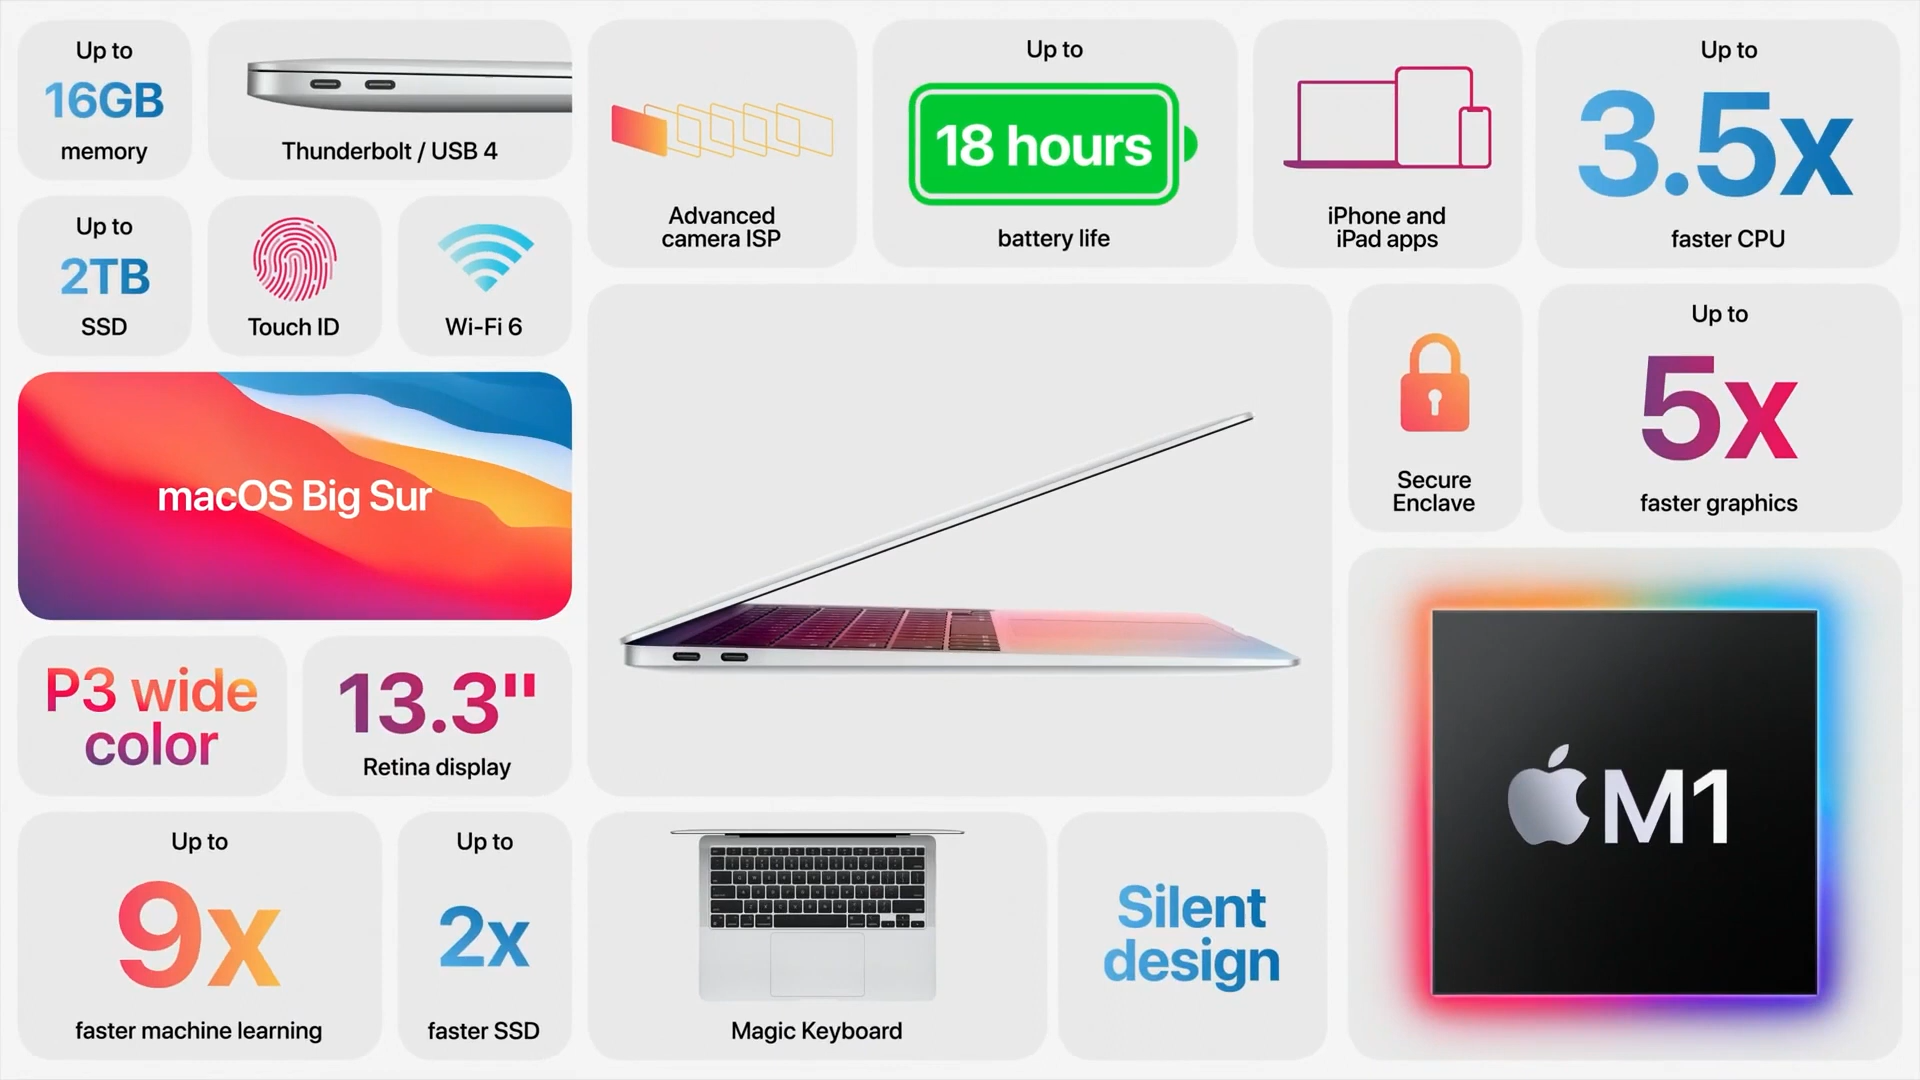 Up to
16GB
memory
Thunderbolt / USB 4
Advanced
camera ISP
Up to
18 hours
battery life
iPhone and
iPad apps
Up to
3.5x
faster CPU
Up to
2TB
SSD
Touch ID
Wi-Fi 6
Secure
Enclave
Up to
5x
faster graphics
macOS Big Sur
P3 wide
color
13.3"
Retina display
M1
Up to
9x
faster machine learning
Up to
2x
faster SSD
Magic Keyboard
Silent
design